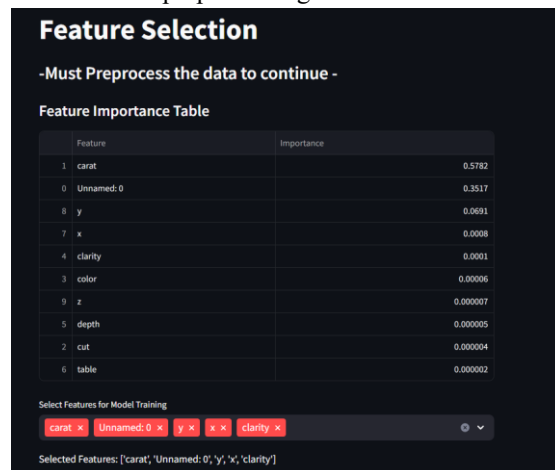 Feature Selection
-Must Preprocess the data to continue -
Feature Importance Table
Feature Importance
1 carat 0.5782
0 Unnamed: 0 0.3517
8 y 0.0691
7 x 0.0008
4 clarity 0.0001
3 color 0.00006
9 z 0.000007
5 depth 0.000005
2 cut 0.000004
6 table 0.000002
Select Features for Model Training
carat × Unnamed: 0 × y × x × clarity ×
Selected Features: ['carat', 'Unnamed: 0', 'y', 'x', 'clarity']